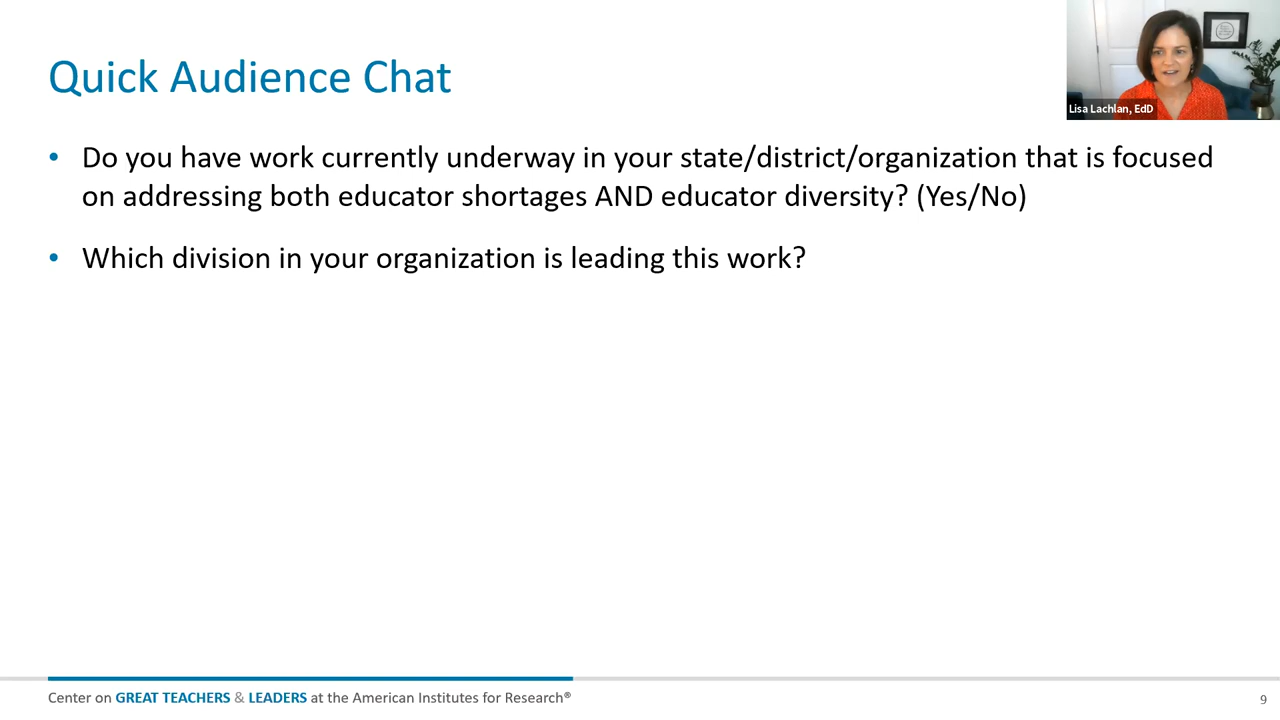 Quick Audience Chat
Lisa Lachlan, EdD
• Do you have work currently underway in your state/district/organization that is focused
on addressing both educator shortages AND educator diversity? (Yes/No)
• Which division in your organization is leading this work?
Center on GREAT TEACHERS & LEADERS at the American Institutes for Research®
9